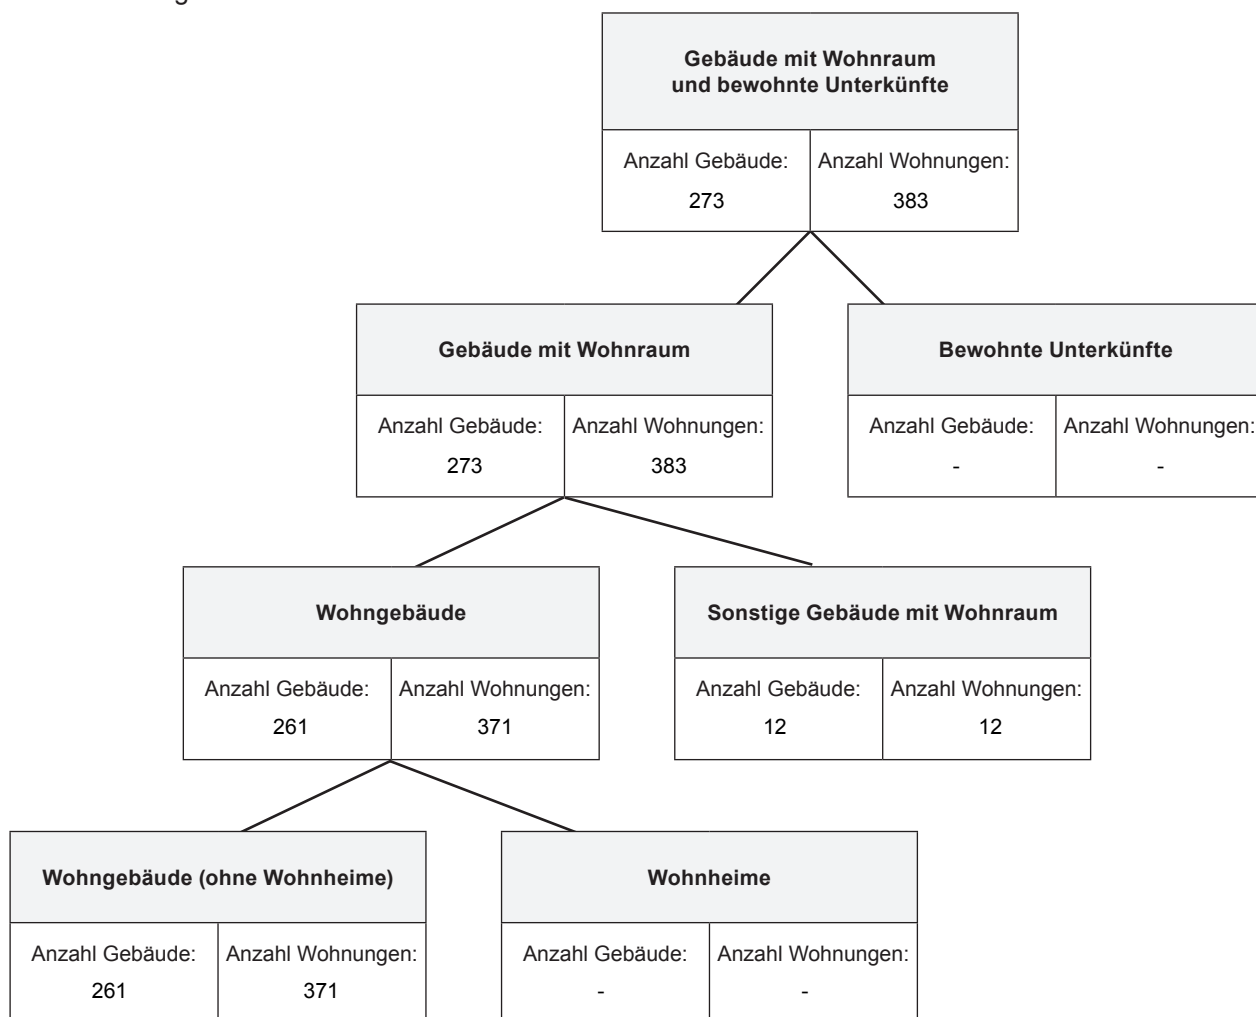 Gebäude mit Wohnraum
und bewohnte Unterkünfte
Anzahl Gebäude: Anzahl Wohnungen:
273 383
Gebäude mit Wohnraum
Anzahl Gebäude: Anzahl Wohnungen:
273 383
Bewohnte Unterkünfte
Anzahl Gebäude: Anzahl Wohnungen:
- -
Wohngebäude
Anzahl Gebäude: Anzahl Wohnungen:
261 371
Sonstige Gebäude mit Wohnraum
Anzahl Gebäude: Anzahl Wohnungen:
12 12
Wohngebäude (ohne Wohnheime)
Anzahl Gebäude: Anzahl Wohnungen:
261 371
Wohnheime
Anzahl Gebäude: Anzahl Wohnungen:
- -